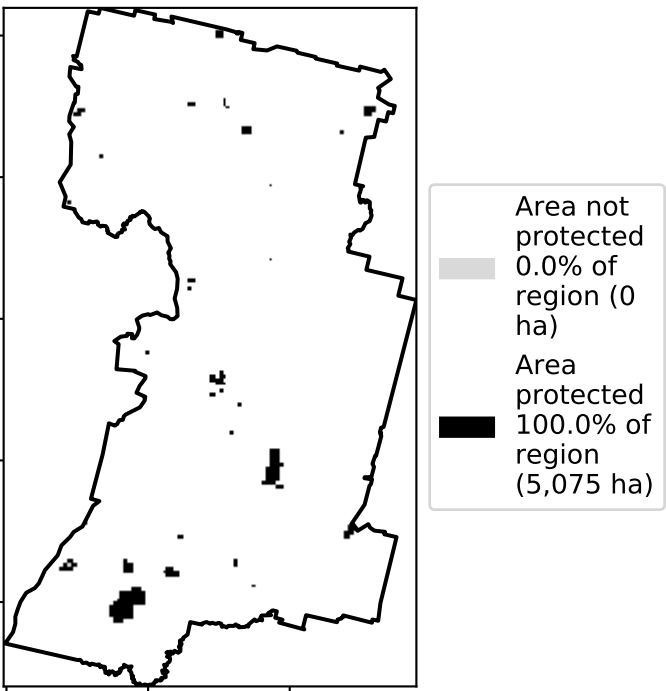 Area not
protected
0.0% of
region (0
ha)
Area
protected
100.0% of
region
(5,075 ha)